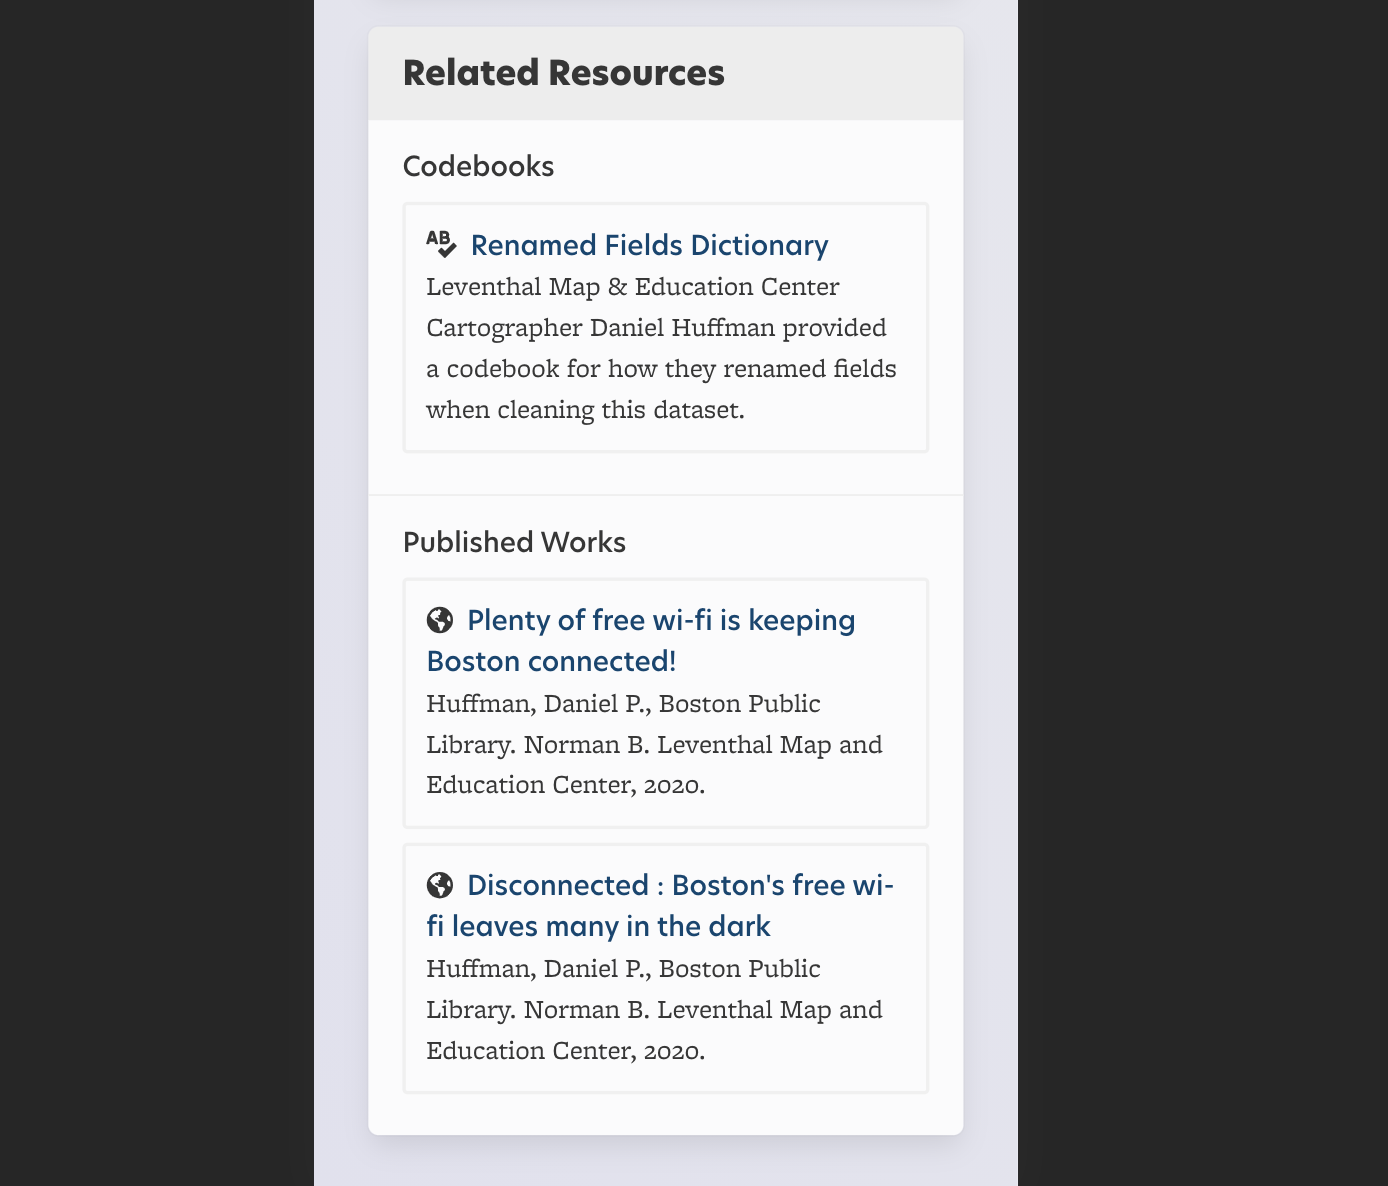 Related Resources
Codebooks
Renamed Fields Dictionary
Leventhal Map & Education Center
Cartographer Daniel Huffman provided
a codebook for how they renamed fields
when cleaning this dataset.
Published Works
Plenty of free wi-fi is keeping
Boston connected!
Huffman, Daniel P., Boston Public
Library. Norman B. Leventhal Map and
Education Center, 2020.
Disconnected : Boston's free wi-
fi leaves many in the dark
Huffman, Daniel P., Boston Public
Library. Norman B. Leventhal Map and
Education Center, 2020.